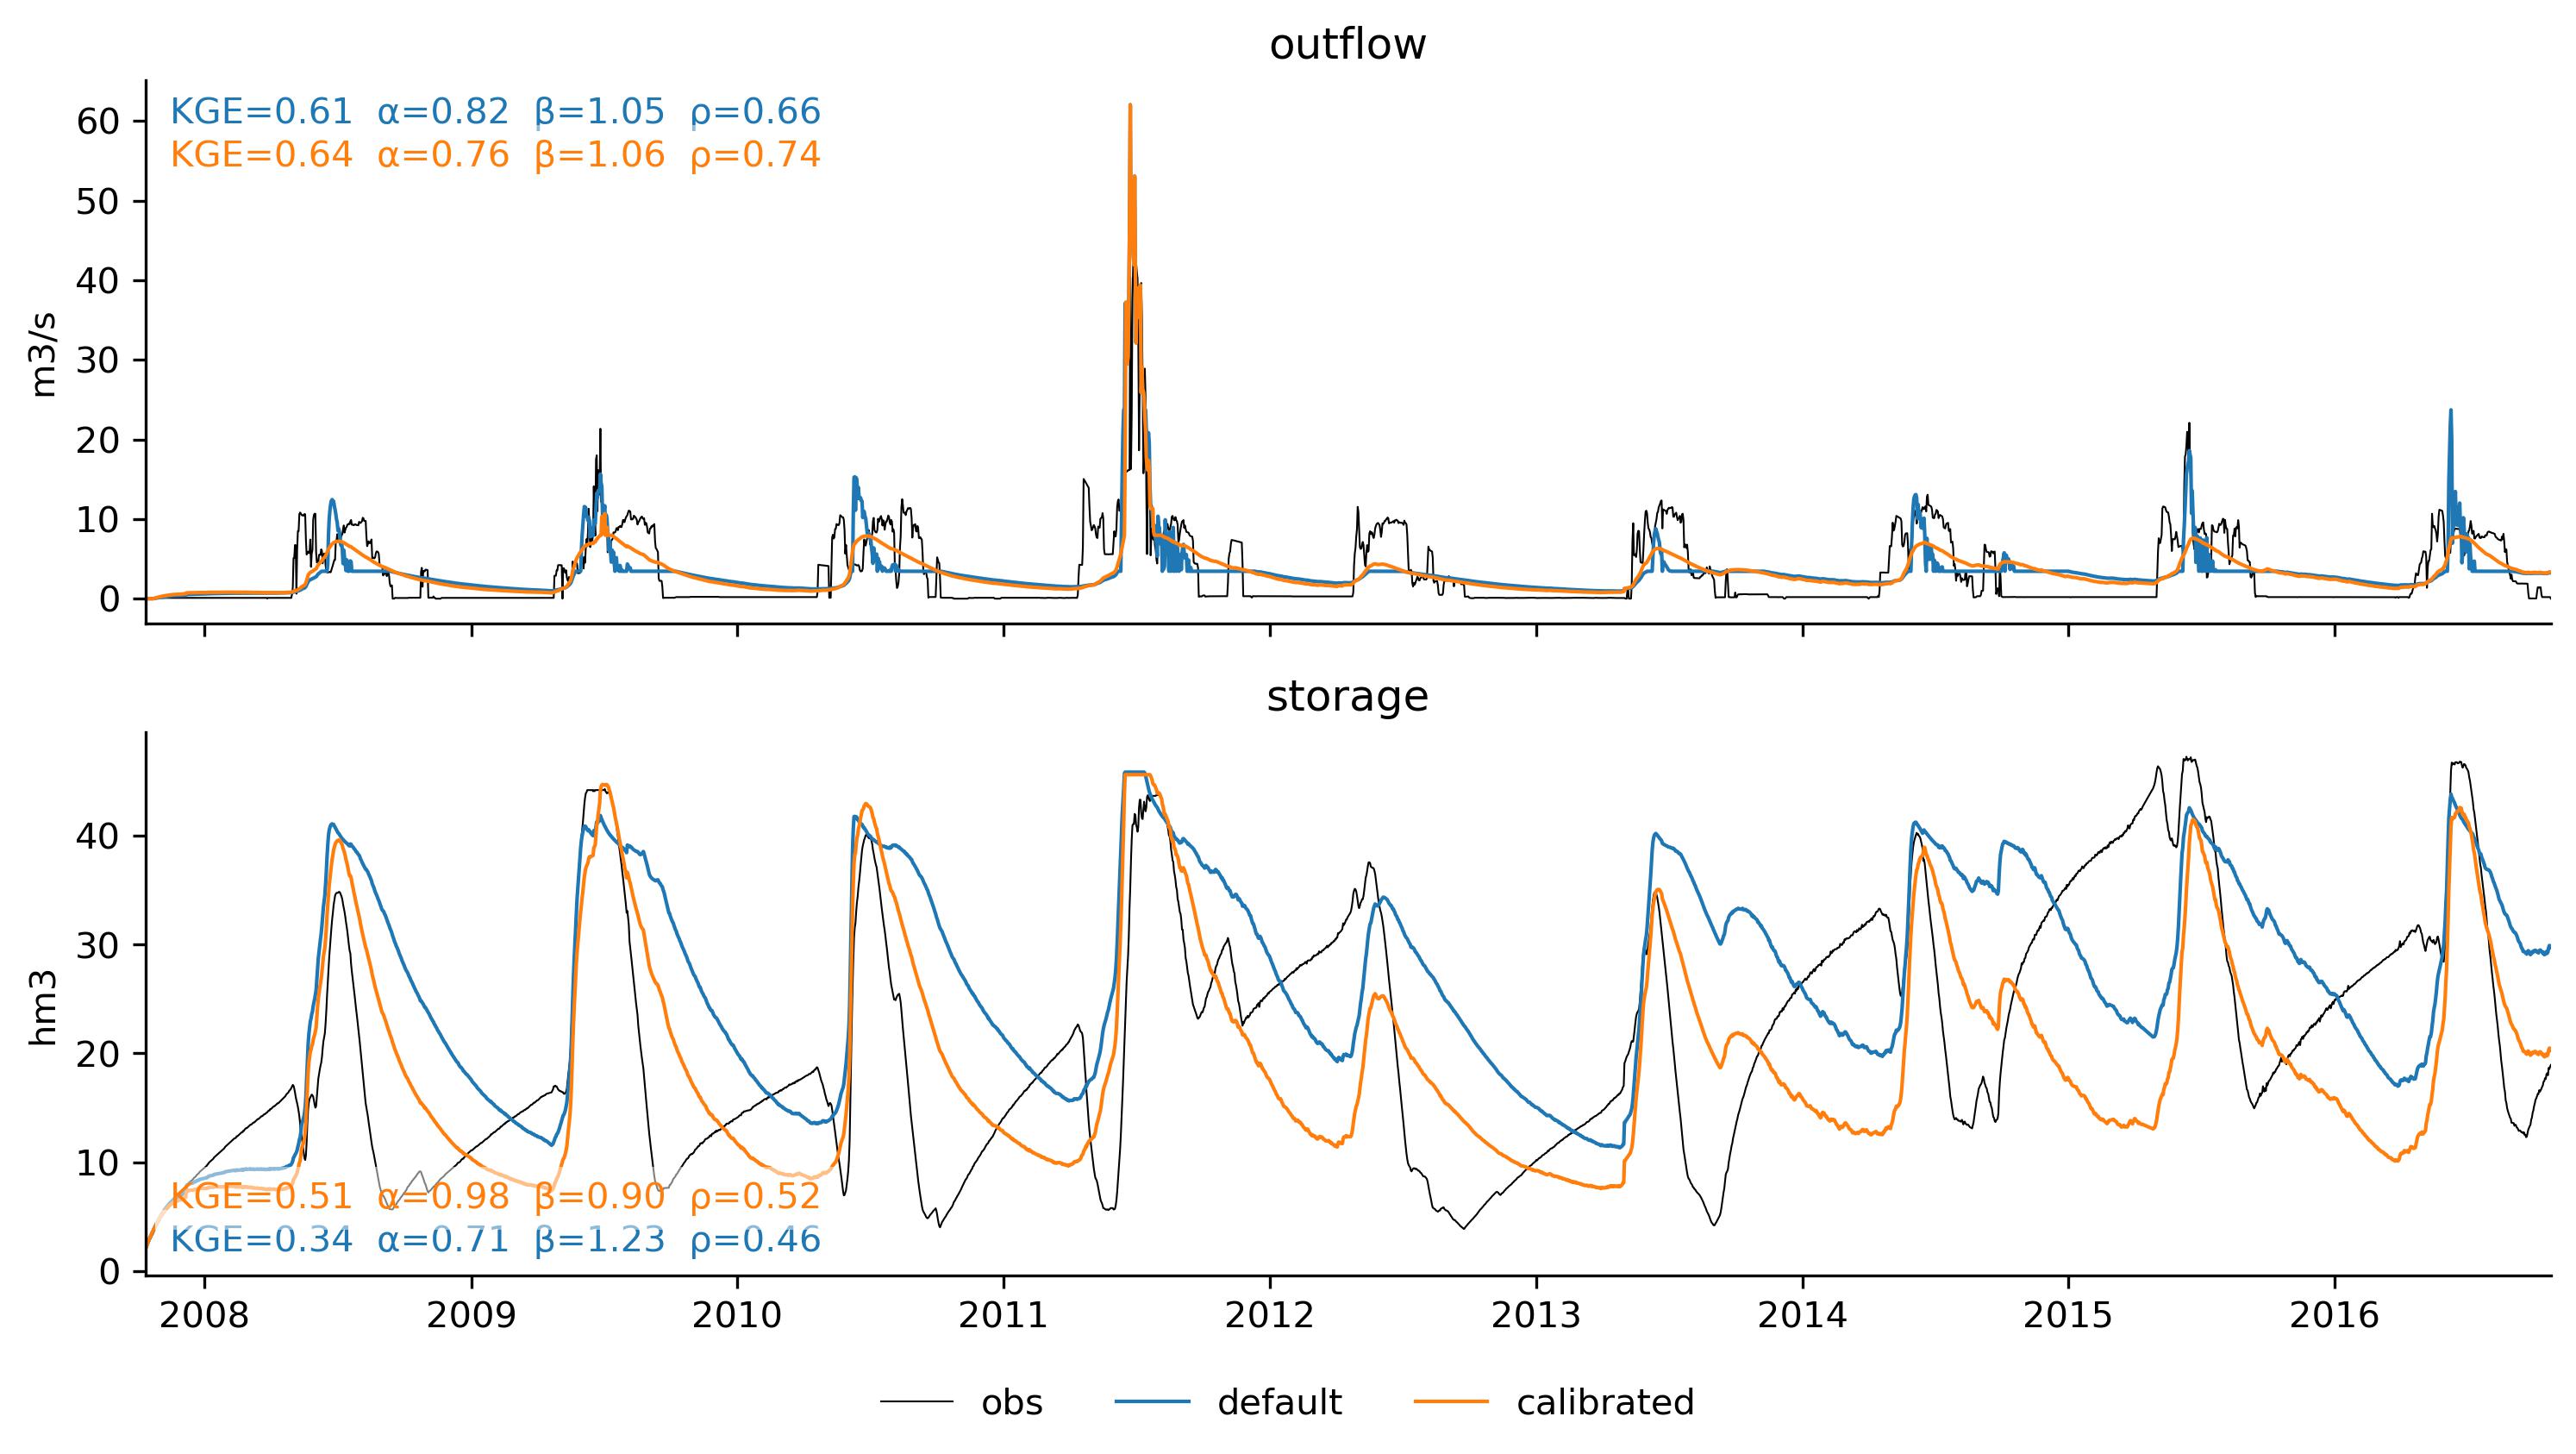 outflow
KGE=0.61 α=0.82 β=1.05 ρ=0.66
KGE=0.64 α=0.76 β=1.06 ρ=0.74
60
50
40
30
20
10
0
m3/s
storage
40
30
20
10
0
hm3
KGE=0.51 α=0.98 β=0.90 ρ=0.52
KGE=0.34 α=0.71 β=1.23 ρ=0.46
2008 2009 2010 2011 2012 2013 2014 2015 2016
obs default calibrated